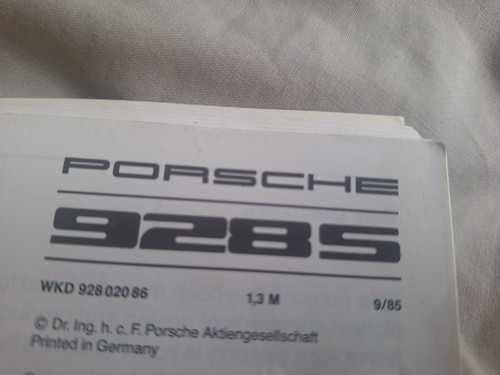 PORSCHE
928S
WKD 928 020 86 1,3 M 9/85
© Dr. Ing. h. c. F. Porsche Aktiengesellschaft
Printed in Germany